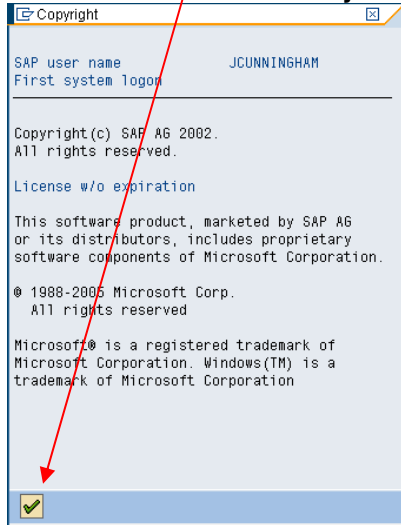 Copyright
SAP user name JCUNNINGHAM
First system logon
Copyright(c) SAP AG 2002.
All rights reserved.
License w/o expiration
This software product, marketed by SAP AG
or its distributors, includes proprietary
software components of Microsoft Corporation.
© 1988-2005 Microsoft Corp.
All rights reserved
Microsoft® is a registered trademark of
Microsoft Corporation. Windows(TM) is a
trademark of Microsoft Corporation